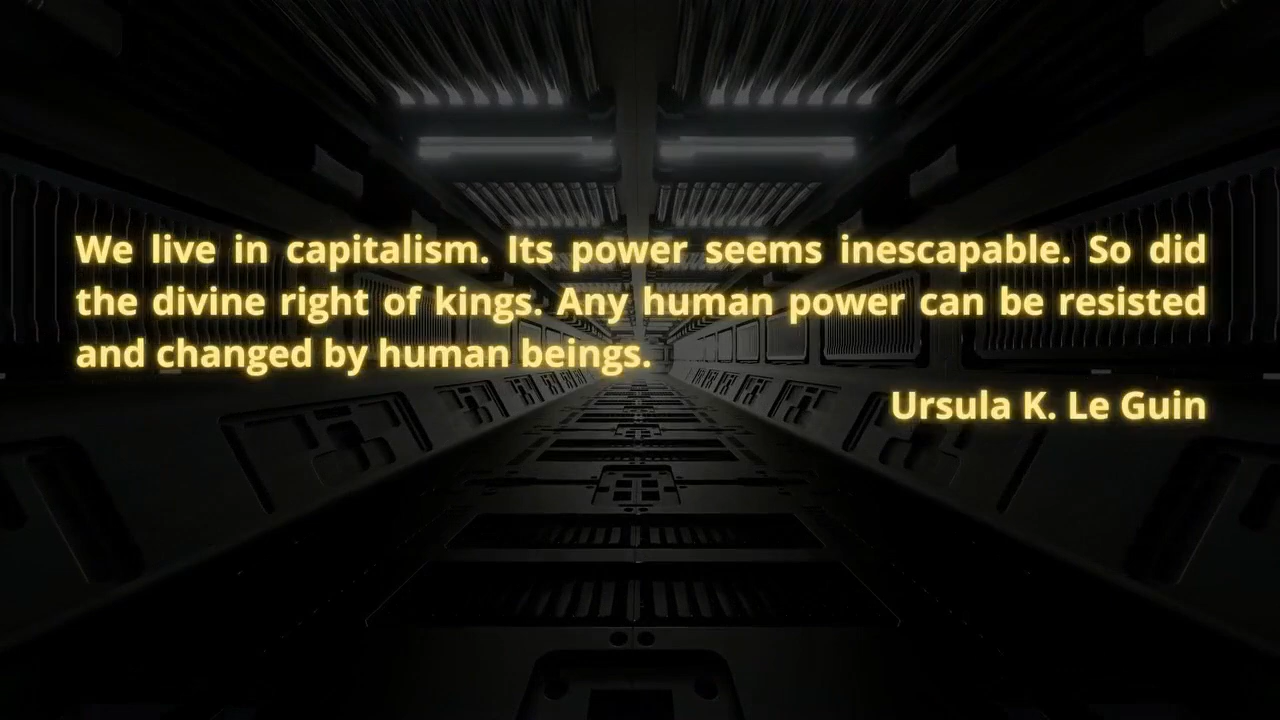 We live in capitalism. Its power seems inescapable. So did
the divine right of kings. Any human power can be resisted
and changed by human beings.
Ursula K. Le Guin